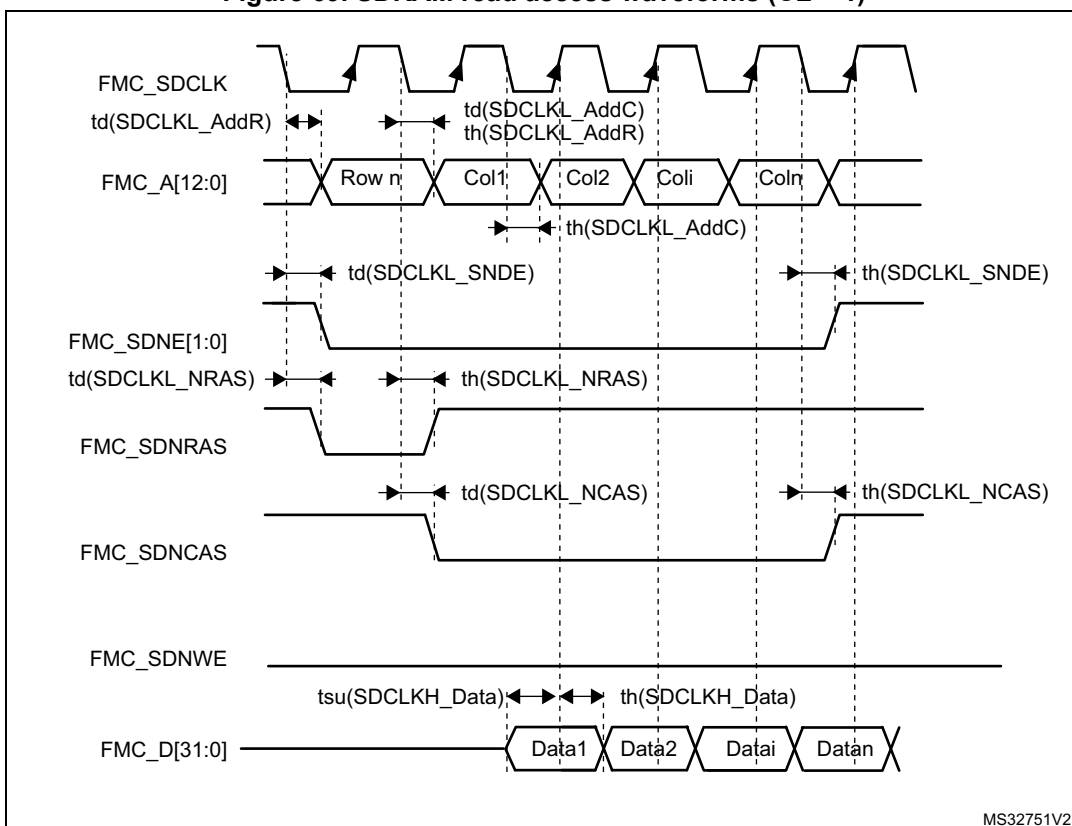 FMC_SDCLK
td(SDCLKL_AddR)
td(SDCLKL_AddC)
th(SDCLKL_AddR)
FMC_A[12:0]
Row n
Col1
Col2
Coli
Coln
th(SDCLKL_AddC)
td(SDCLKL_SNDE)
th(SDCLKL_SNDE)
FMC_SDNE[1:0]
td(SDCLKL_NRAS)
th(SDCLKL_NRAS)
FMC_SDNRAS
td(SDCLKL_NCAS)
th(SDCLKL_NCAS)
FMC_SDNCAS
FMC_SDNWE
tsu(SDCLKH_Data)
th(SDCLKH_Data)
FMC_D[31:0]
Data1
Data2
Datai
Datan
MS32751V2